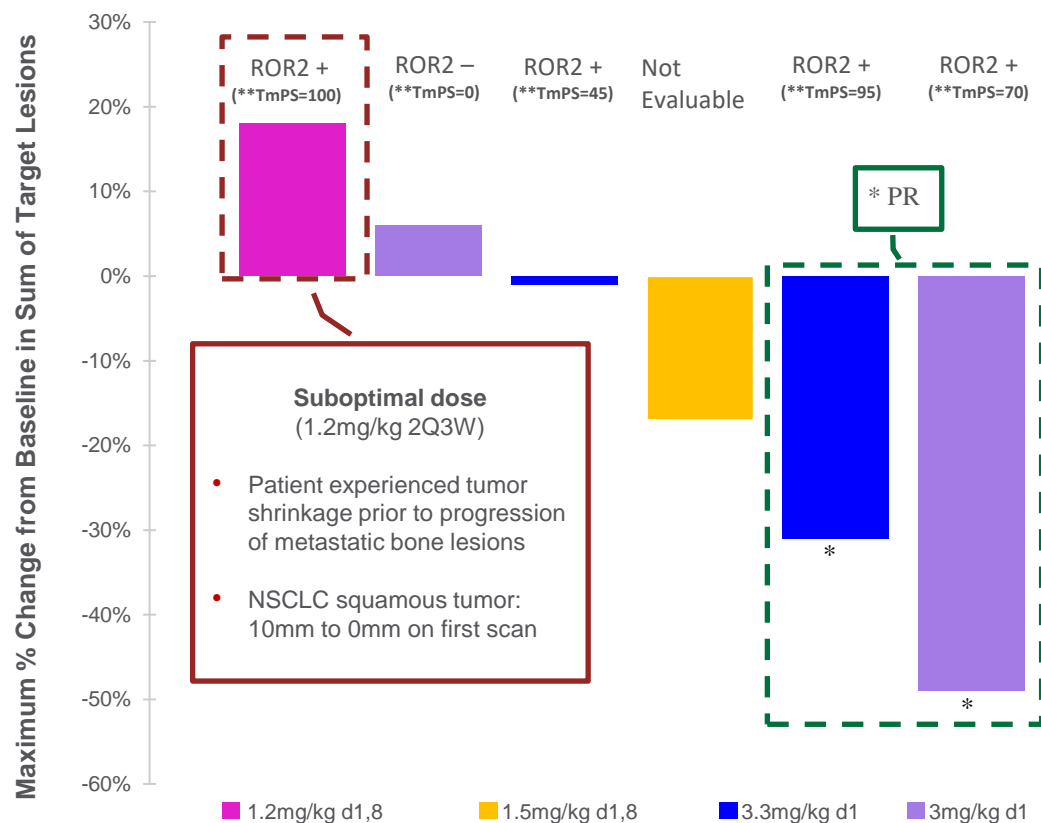 Maximum % Change from Baseline in Sum of Target Lesions
30%
20%
10%
0%
-10%
-20%
-30%
-40%
-50%
-60%
ROR2 +
(**TmPS=100)
ROR2 –
(**TmPS=0)
ROR2 +
(**TmPS=45)
Not
Evaluable
ROR2 +
(**TmPS=95)
ROR2 +
(**TmPS=70)
* PR
Suboptimal dose
(1.2mg/kg 2Q3W)
• Patient experienced tumor
shrinkage prior to progression
of metastatic bone lesions
• NSCLC squamous tumor:
10mm to 0mm on first scan
*
*
1.2mg/kg d1,8
1.5mg/kg d1,8
3.3mg/kg d1
3mg/kg d1